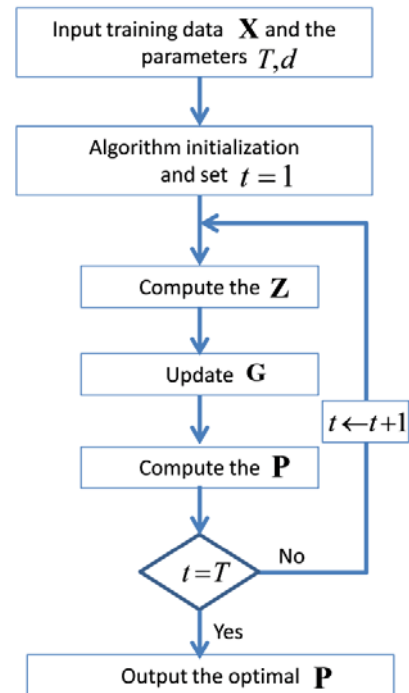 Input training data X and the
parameters T,d
Algorithm initialization
and set t = 1
Compute the Z
Update G
t ← t+1
Compute the P
t = T
No
Yes
Output the optimal P